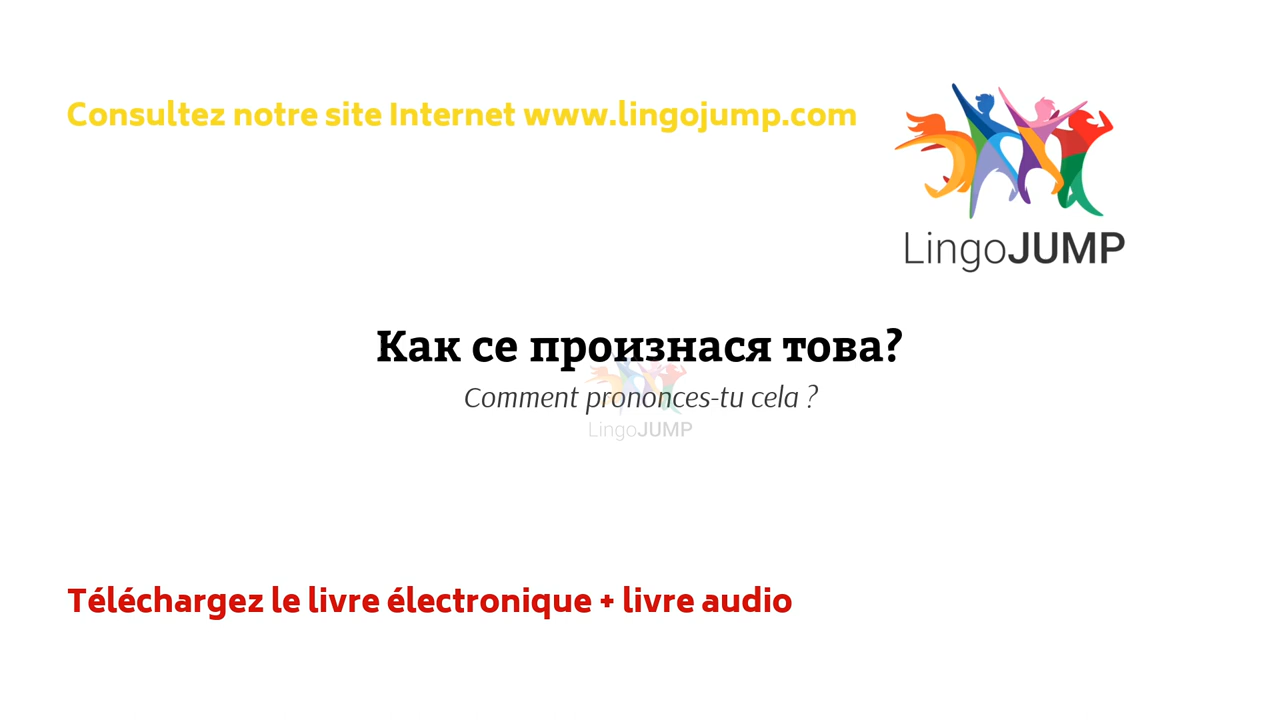 Consultez notre site Internet www.lingojump.com
LingoJUMP
Как се произнася това?
Comment prononces-tu cela ?
LingoJUMP
Téléchargez le livre électronique + livre audio